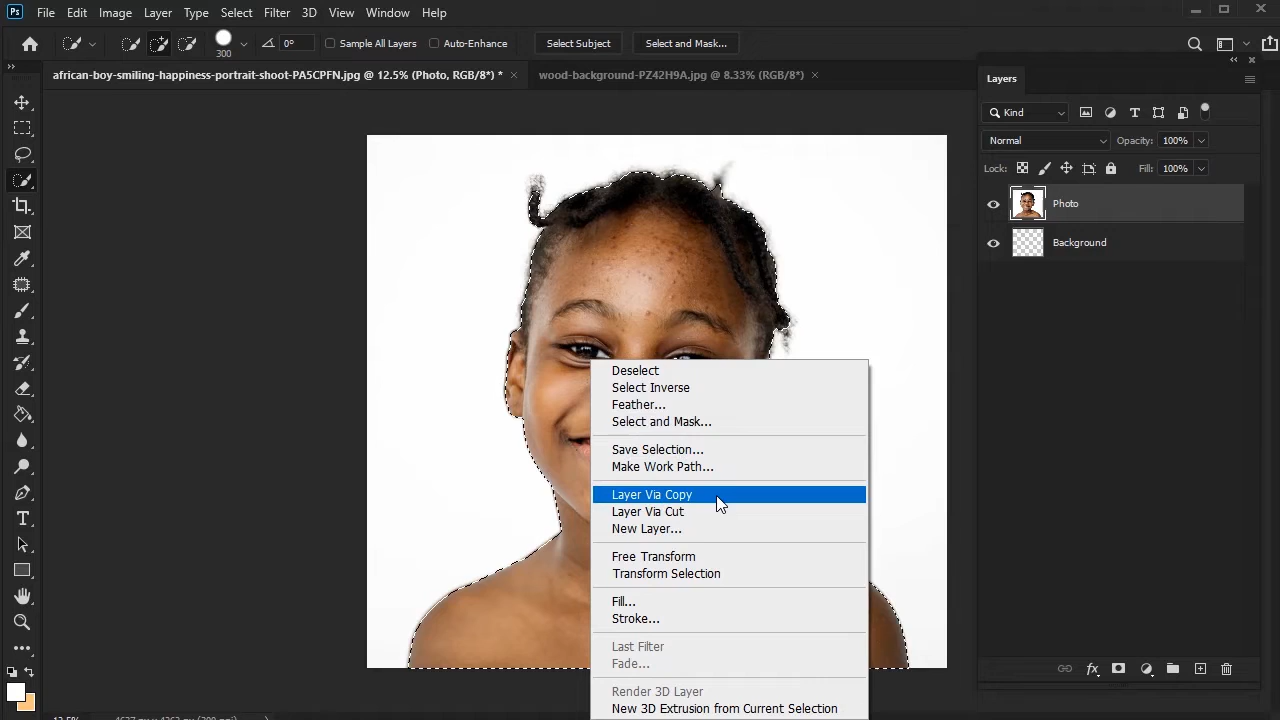 Ps File Edit Image Layer Type Select Filter 3D View Window Help
300 0° Sample All Layers Auto-Enhance Select Subject Select and Mask...
african-boy-smiling-happiness-portrait-shoot-PA5CPFN.jpg @ 12.5% (Photo, RGB/8*) * × wood-background-PZ42H9A.jpg @ 8.33% (RGB/8*) ×
Layers
Kind
Normal Opacity: 100%
Lock: Fill: 100%
Photo
Background
Deselect
Select Inverse
Feather...
Select and Mask...
Save Selection...
Make Work Path...
Layer Via Copy
Layer Via Cut
New Layer...
Free Transform
Transform Selection
Fill...
Stroke...
Last Filter
Fade...
Render 3D Layer
New 3D Extrusion from Current Selection